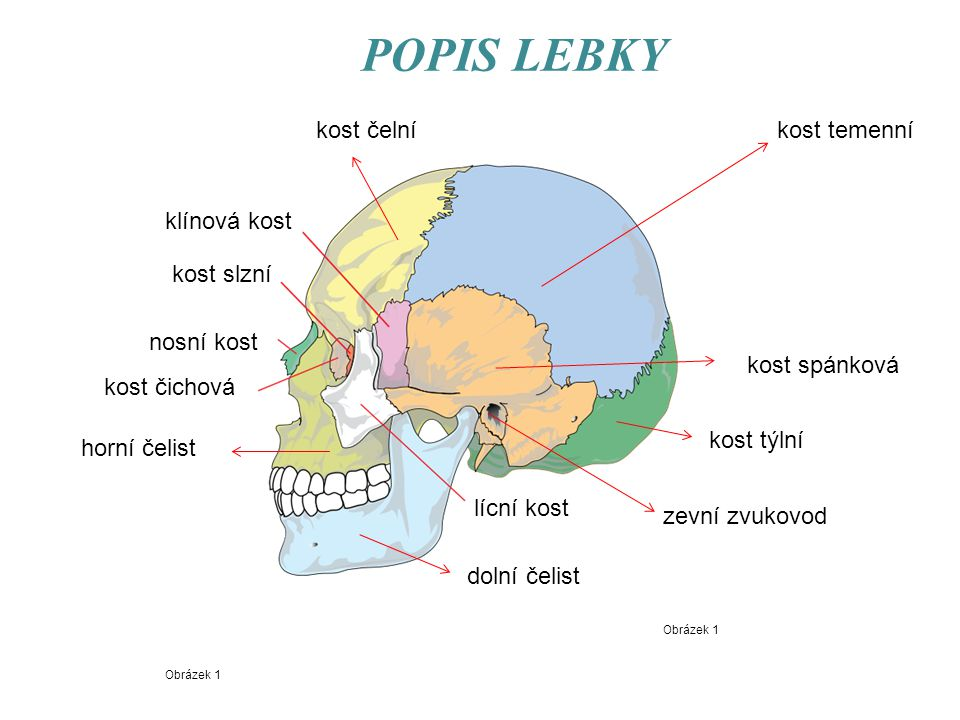 POPIS LEBKY
kost čelní
kost temenní
klínová kost
kost slzní
nosní kost
kost spánková
kost čichová
kost týlní
horní čelist
lícní kost
zevní zvukovod
dolní čelist
Obrázek 1
Obrázek 1